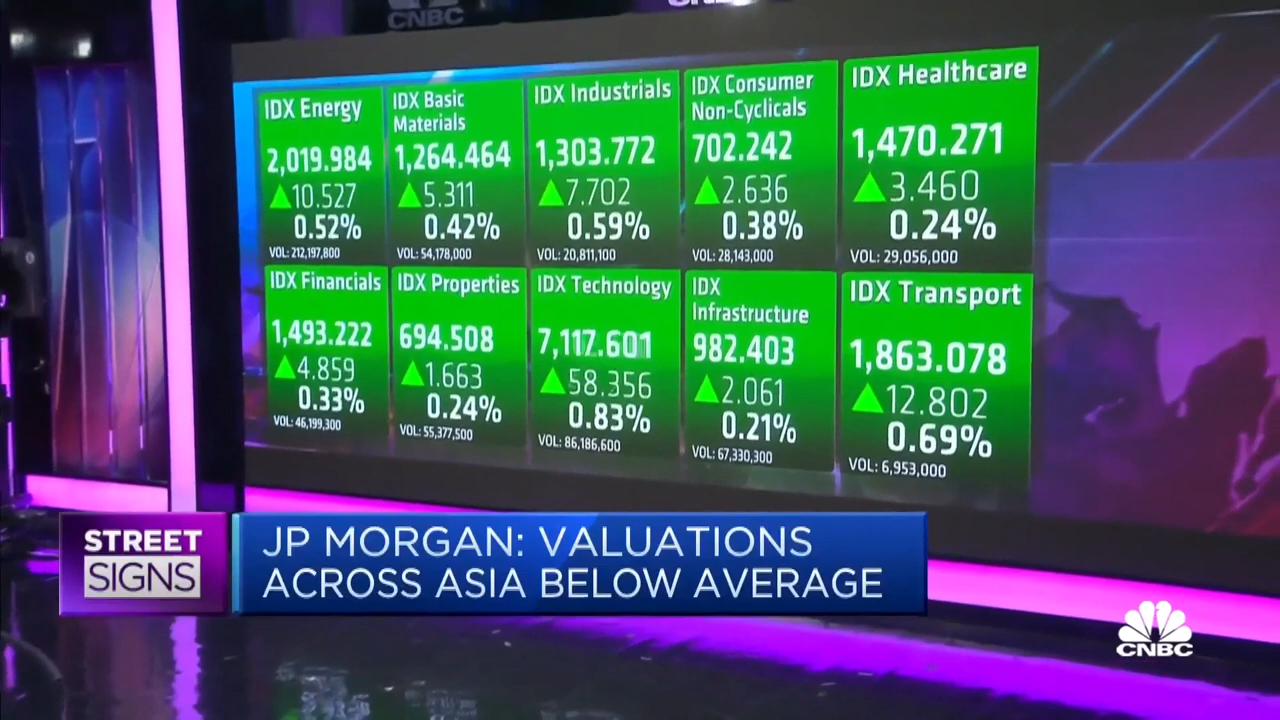 CNBC
IDX Energy
2,019.984
▲10.527
0.52%
VOL: 212,197,800
IDX Basic
Materials
1,264.464
▲5.311
0.42%
VOL: 54,178,000
IDX Industrials
1,303.772
▲7.702
0.59%
VOL: 20,811,100
IDX Consumer
Non-Cyclicals
702.242
▲2.636
0.38%
VOL: 28,143,000
IDX Healthcare
1,470.271
▲3.460
0.24%
VOL: 29,056,000
IDX Financials
1,493.222
▲4.859
0.33%
VOL: 46,199,300
IDX Properties
694.508
▲1.663
0.24%
VOL: 55,377,500
IDX Technology
7,117.601
▲58.356
0.83%
VOL: 86,186,600
IDX
Infrastructure
982.403
▲2.061
0.21%
VOL: 67,330,300
IDX Transport
1,863.078
▲12.802
0.69%
VOL: 6,953,000
STREET
SIGNS
JP MORGAN: VALUATIONS
ACROSS ASIA BELOW AVERAGE
CNBC